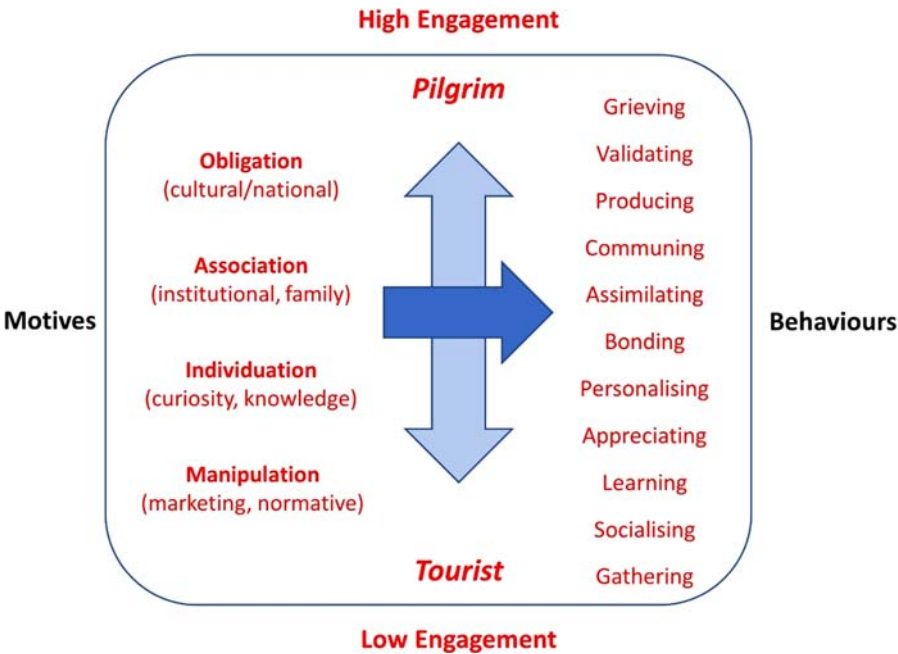 High Engagement
Pilgrim
Obligation
(cultural/national)
Association
(institutional, family)
Individuation
(curiosity, knowledge)
Manipulation
(marketing, normative)
Motives
Grieving
Validating
Producing
Communing
Assimilating
Bonding
Personalising
Appreciating
Learning
Socialising
Gathering
Behaviours
Tourist
Low Engagement